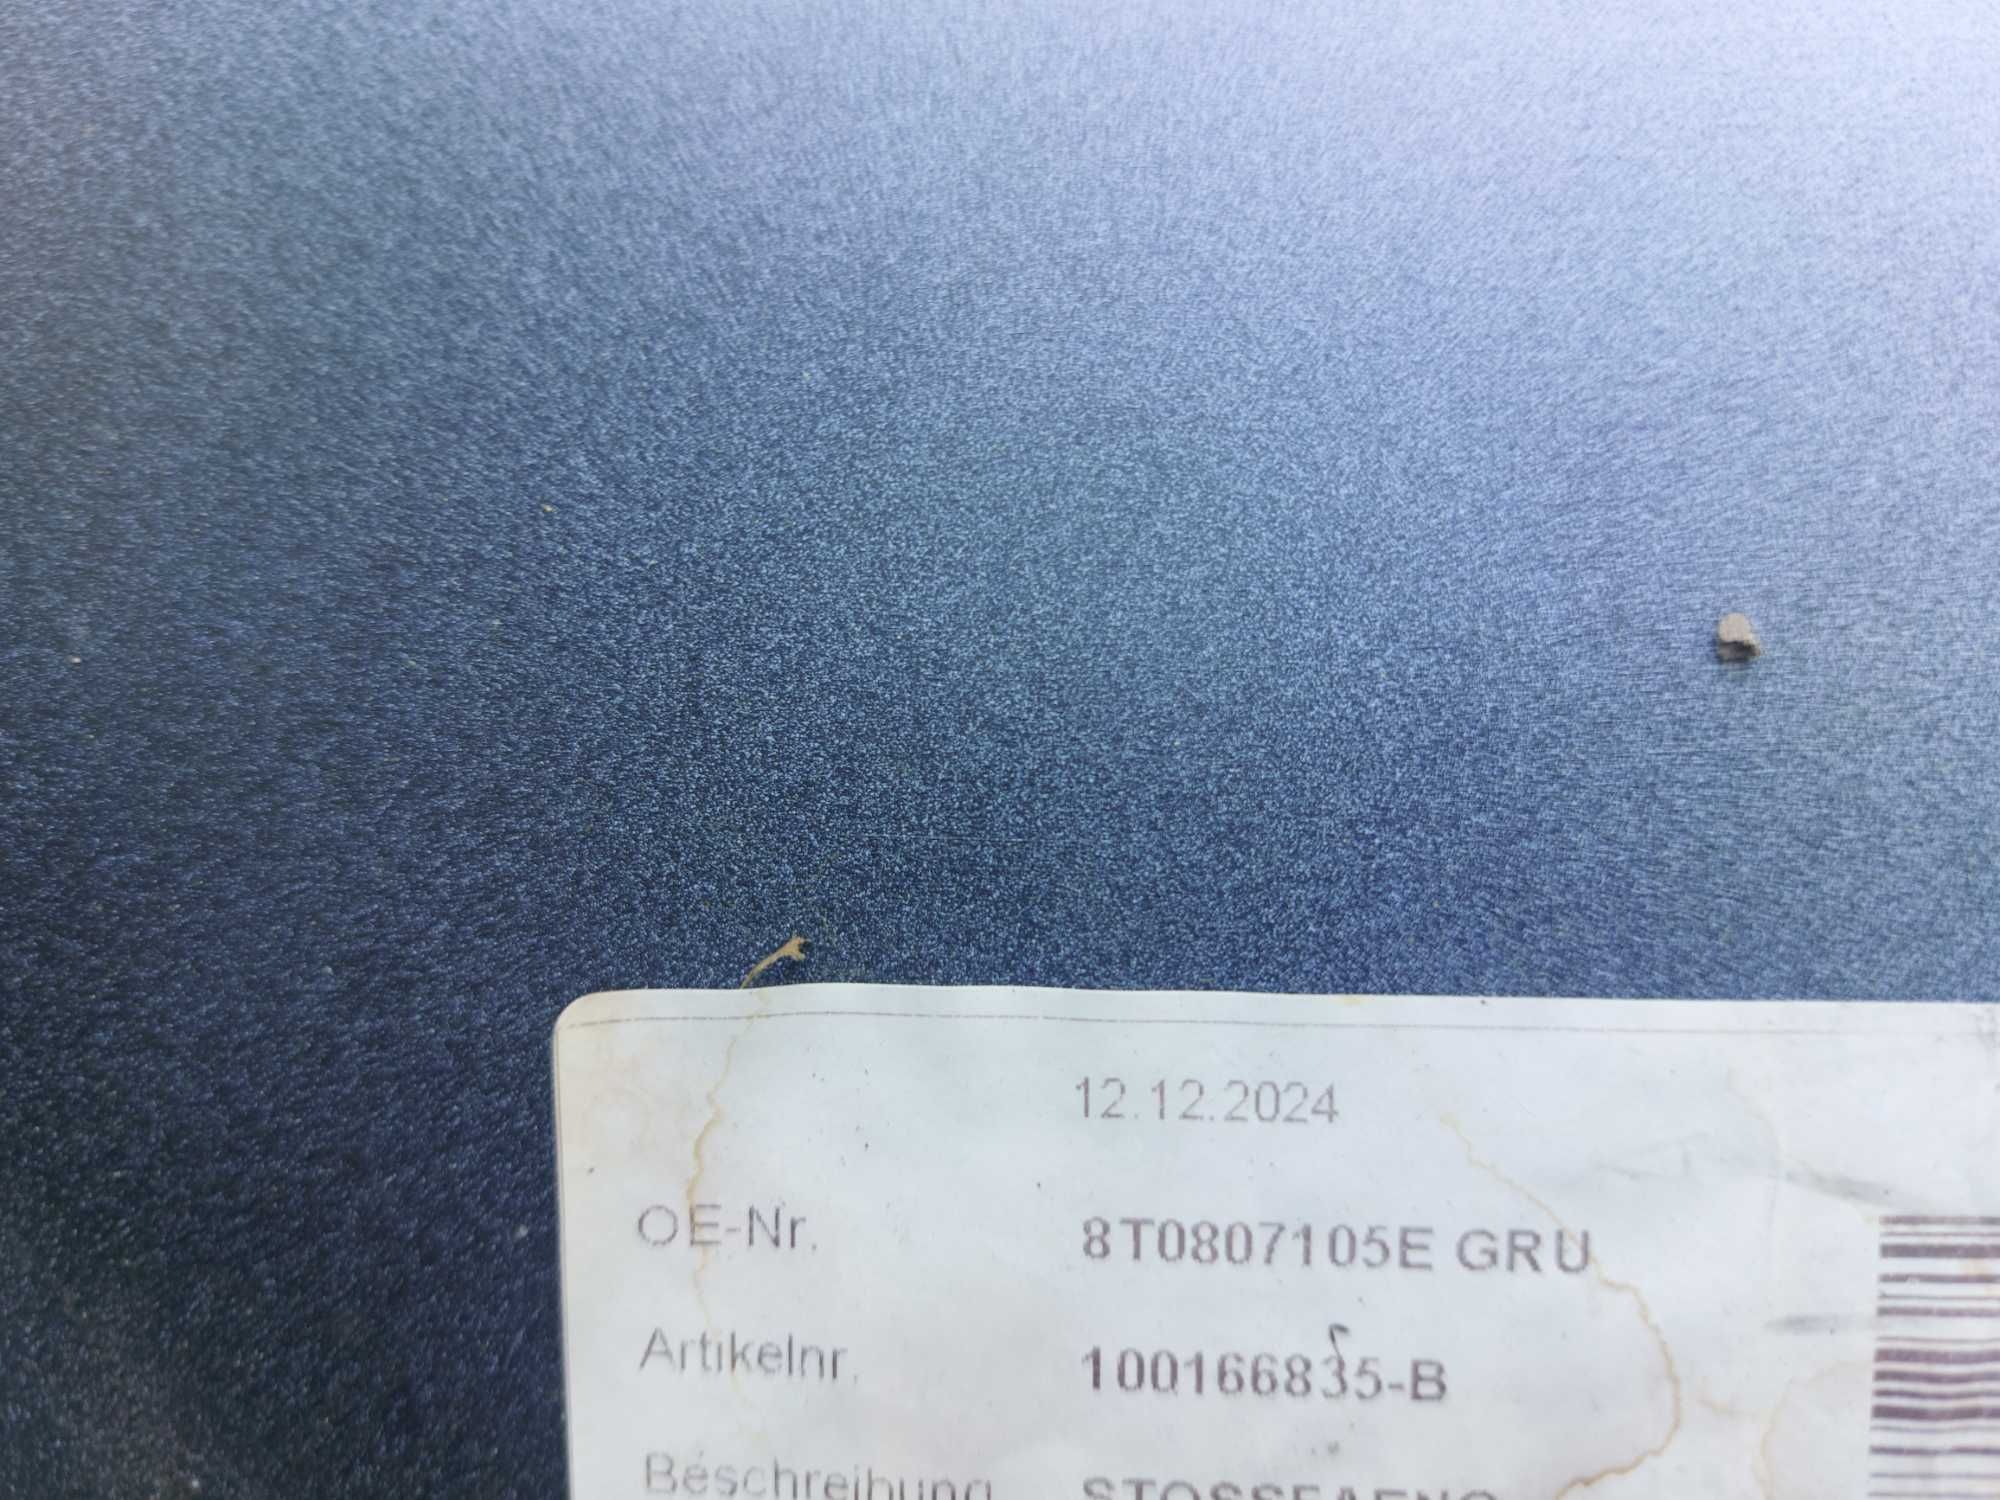 12.12.2024
OE-Nr. 8T0807105E GRU
Artikelnr. 100166835-B
Beschreibung